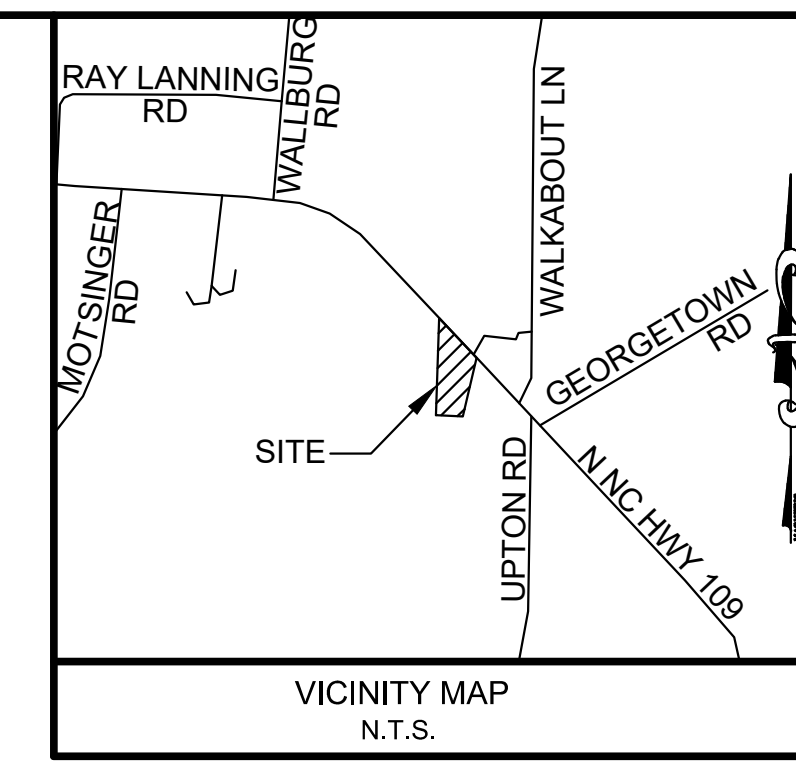 RAY LANNING
RD
WALLBURG
RD
WALKABOUT LN
MOTSINGER
RD
GEORGETOWN
RD
SITE
UPTON RD
N NC HWY 109
VICINITY MAP
N.T.S.